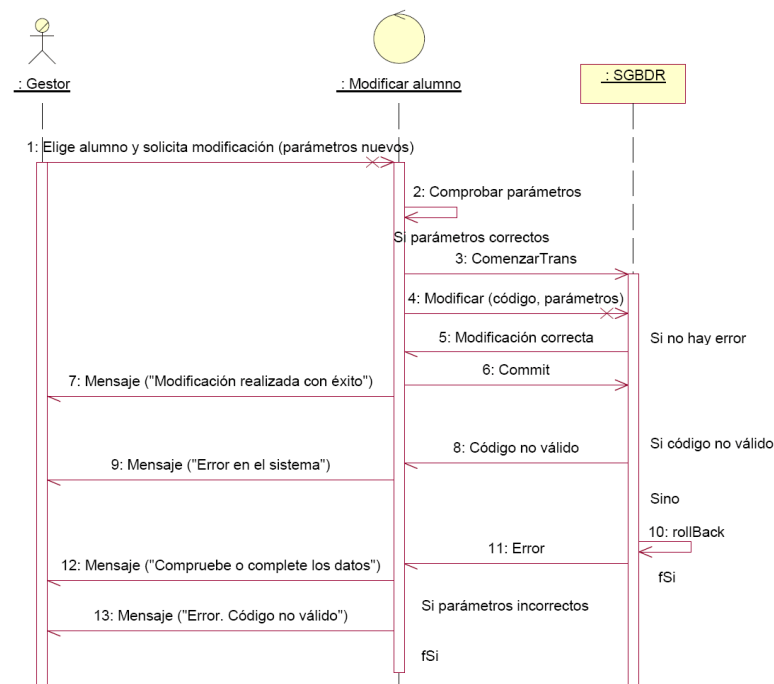 : Gestor
: Modificar alumno
: SGBDR
1: Elige alumno y solicita modificación (parámetros nuevos)
2: Comprobar parámetros
Si parámetros correctos
3: ComenzarTrans
4: Modificar (código, parámetros)
5: Modificación correcta
Si no hay error
6: Commit
7: Mensaje ("Modificación realizada con éxito")
8: Código no válido
Si código no válido
9: Mensaje ("Error en el sistema")
Sino
10: rollBack
11: Error
12: Mensaje ("Compruebe o complete los datos")
fSi
Si parámetros incorrectos
13: Mensaje ("Error. Código no válido")
fSi